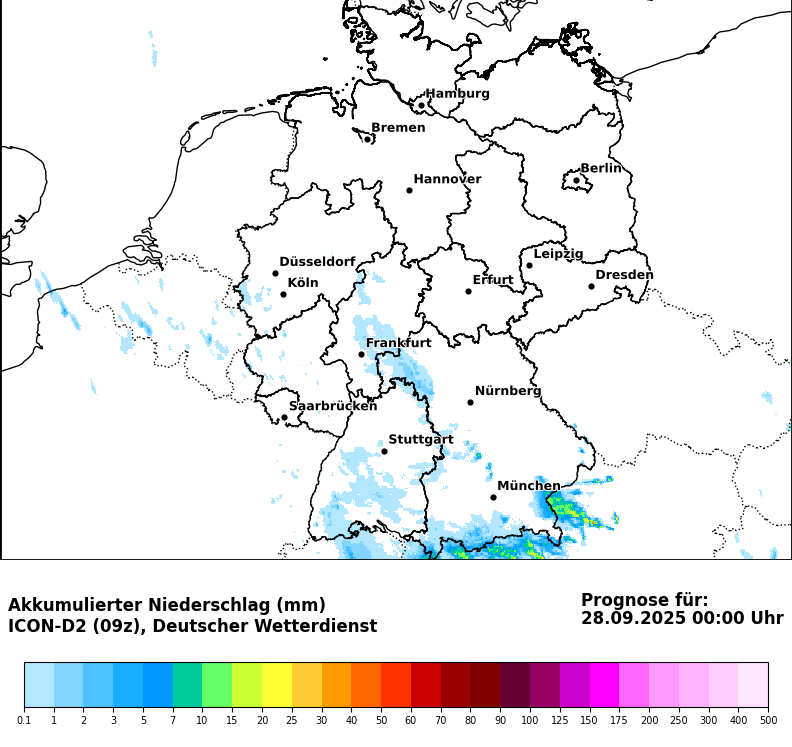 Hamburg
Bremen
Berlin
Hannover
Leipzig
Düsseldorf
Dresden
Köln
Erfurt
Frankfurt
Nürnberg
Saarbrücken
Stuttgart
München
Akkumulierter Niederschlag (mm)
ICON-D2 (09z), Deutscher Wetterdienst
Prognose für:
28.09.2025 00:00 Uhr
0.1 1 2 3 5 7 10 15 20 25 30 40 50 60 70 80 90 100 125 150 175 200 250 300 400 500